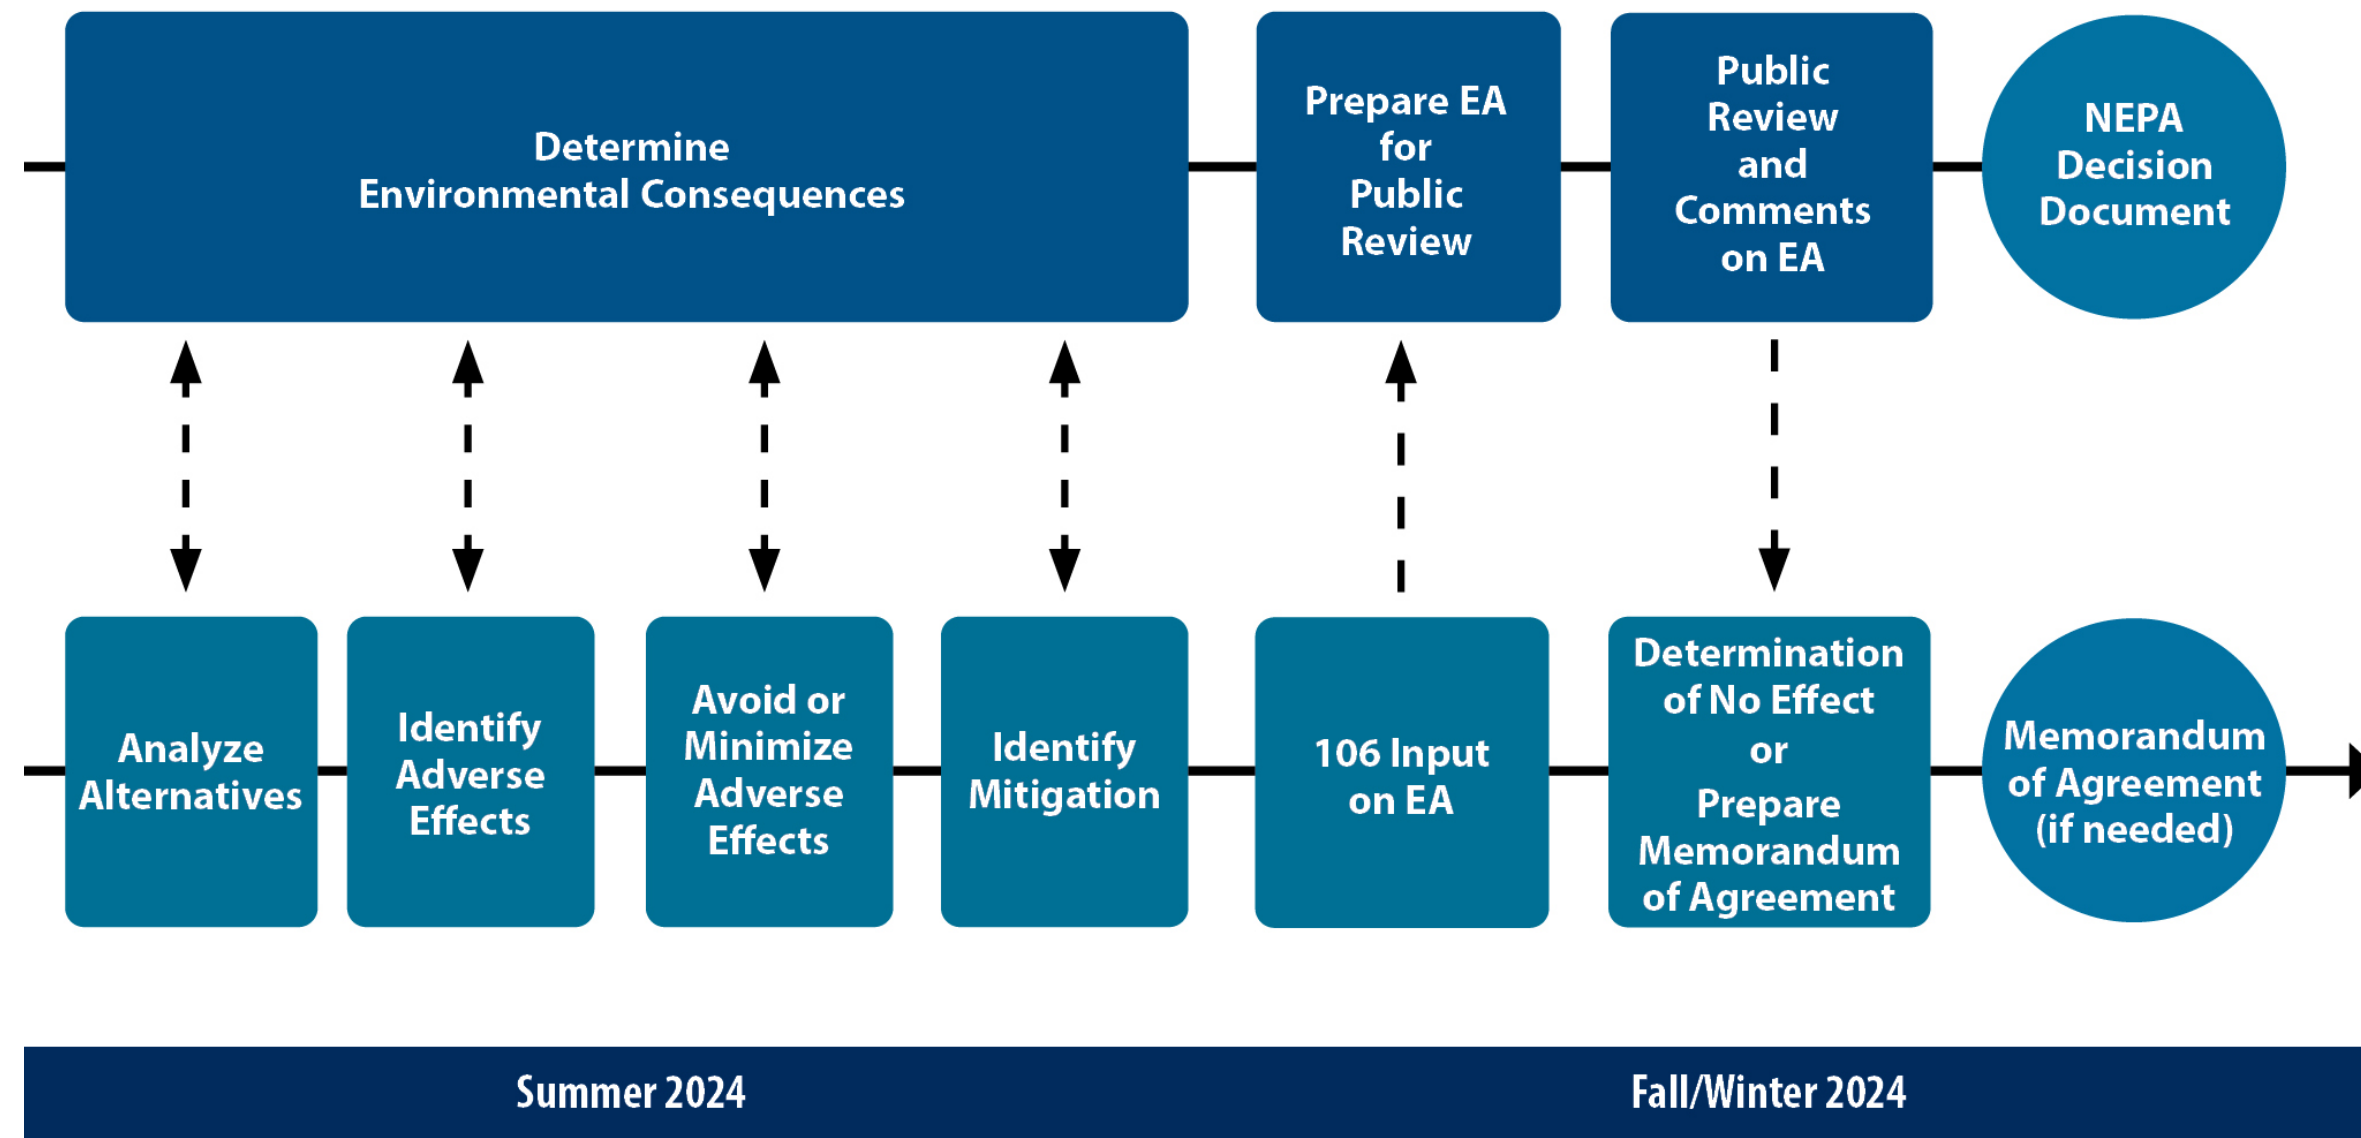 Determine
Environmental Consequences
Prepare EA
for
Public
Review
Public
Review
and
Comments
on EA
NEPA
Decision
Document
Analyze
Alternatives
Identify
Adverse
Effects
Avoid or
Minimize
Adverse
Effects
Identify
Mitigation
106 Input
on EA
Determination
of No Effect
or
Prepare
Memorandum
of Agreement
Memorandum
of Agreement
(if needed)
Summer 2024
Fall/Winter 2024